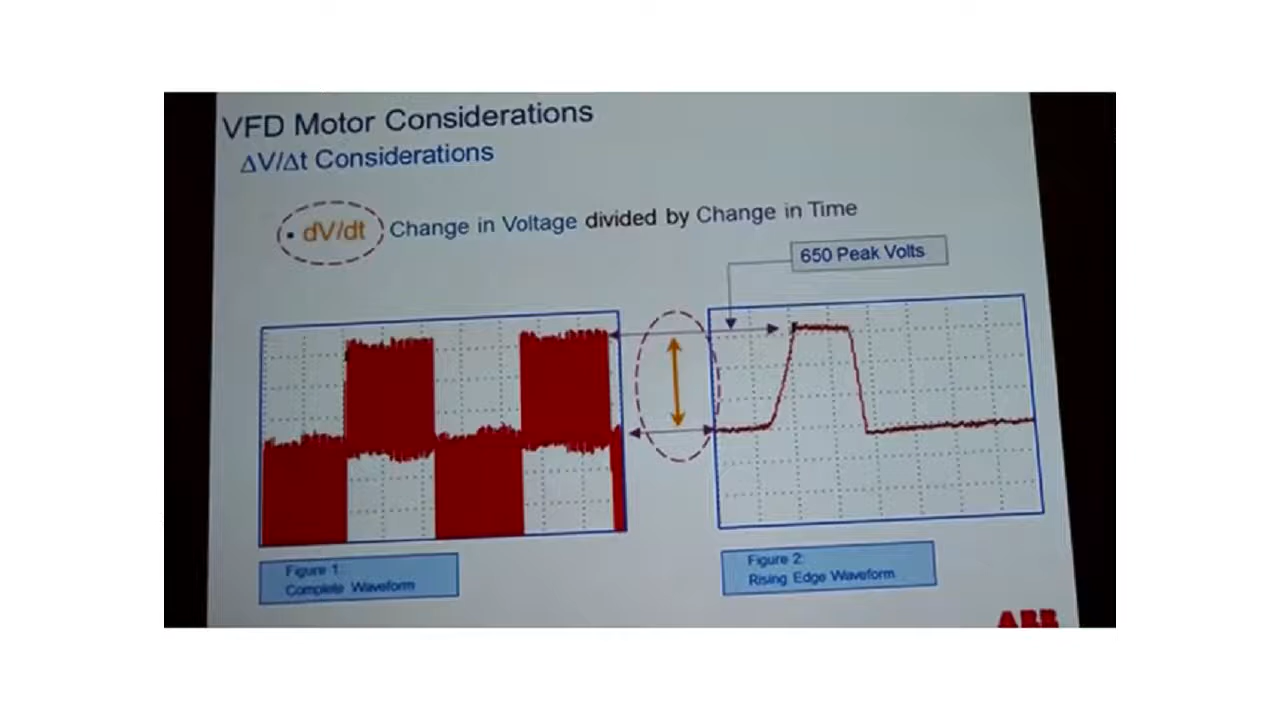 VFD Motor Considerations
ΔV/Δt Considerations
• dV/dt Change in Voltage divided by Change in Time
650 Peak Volts
Figure 1:
Complete Waveform
Figure 2:
Rising Edge Waveform
ABB